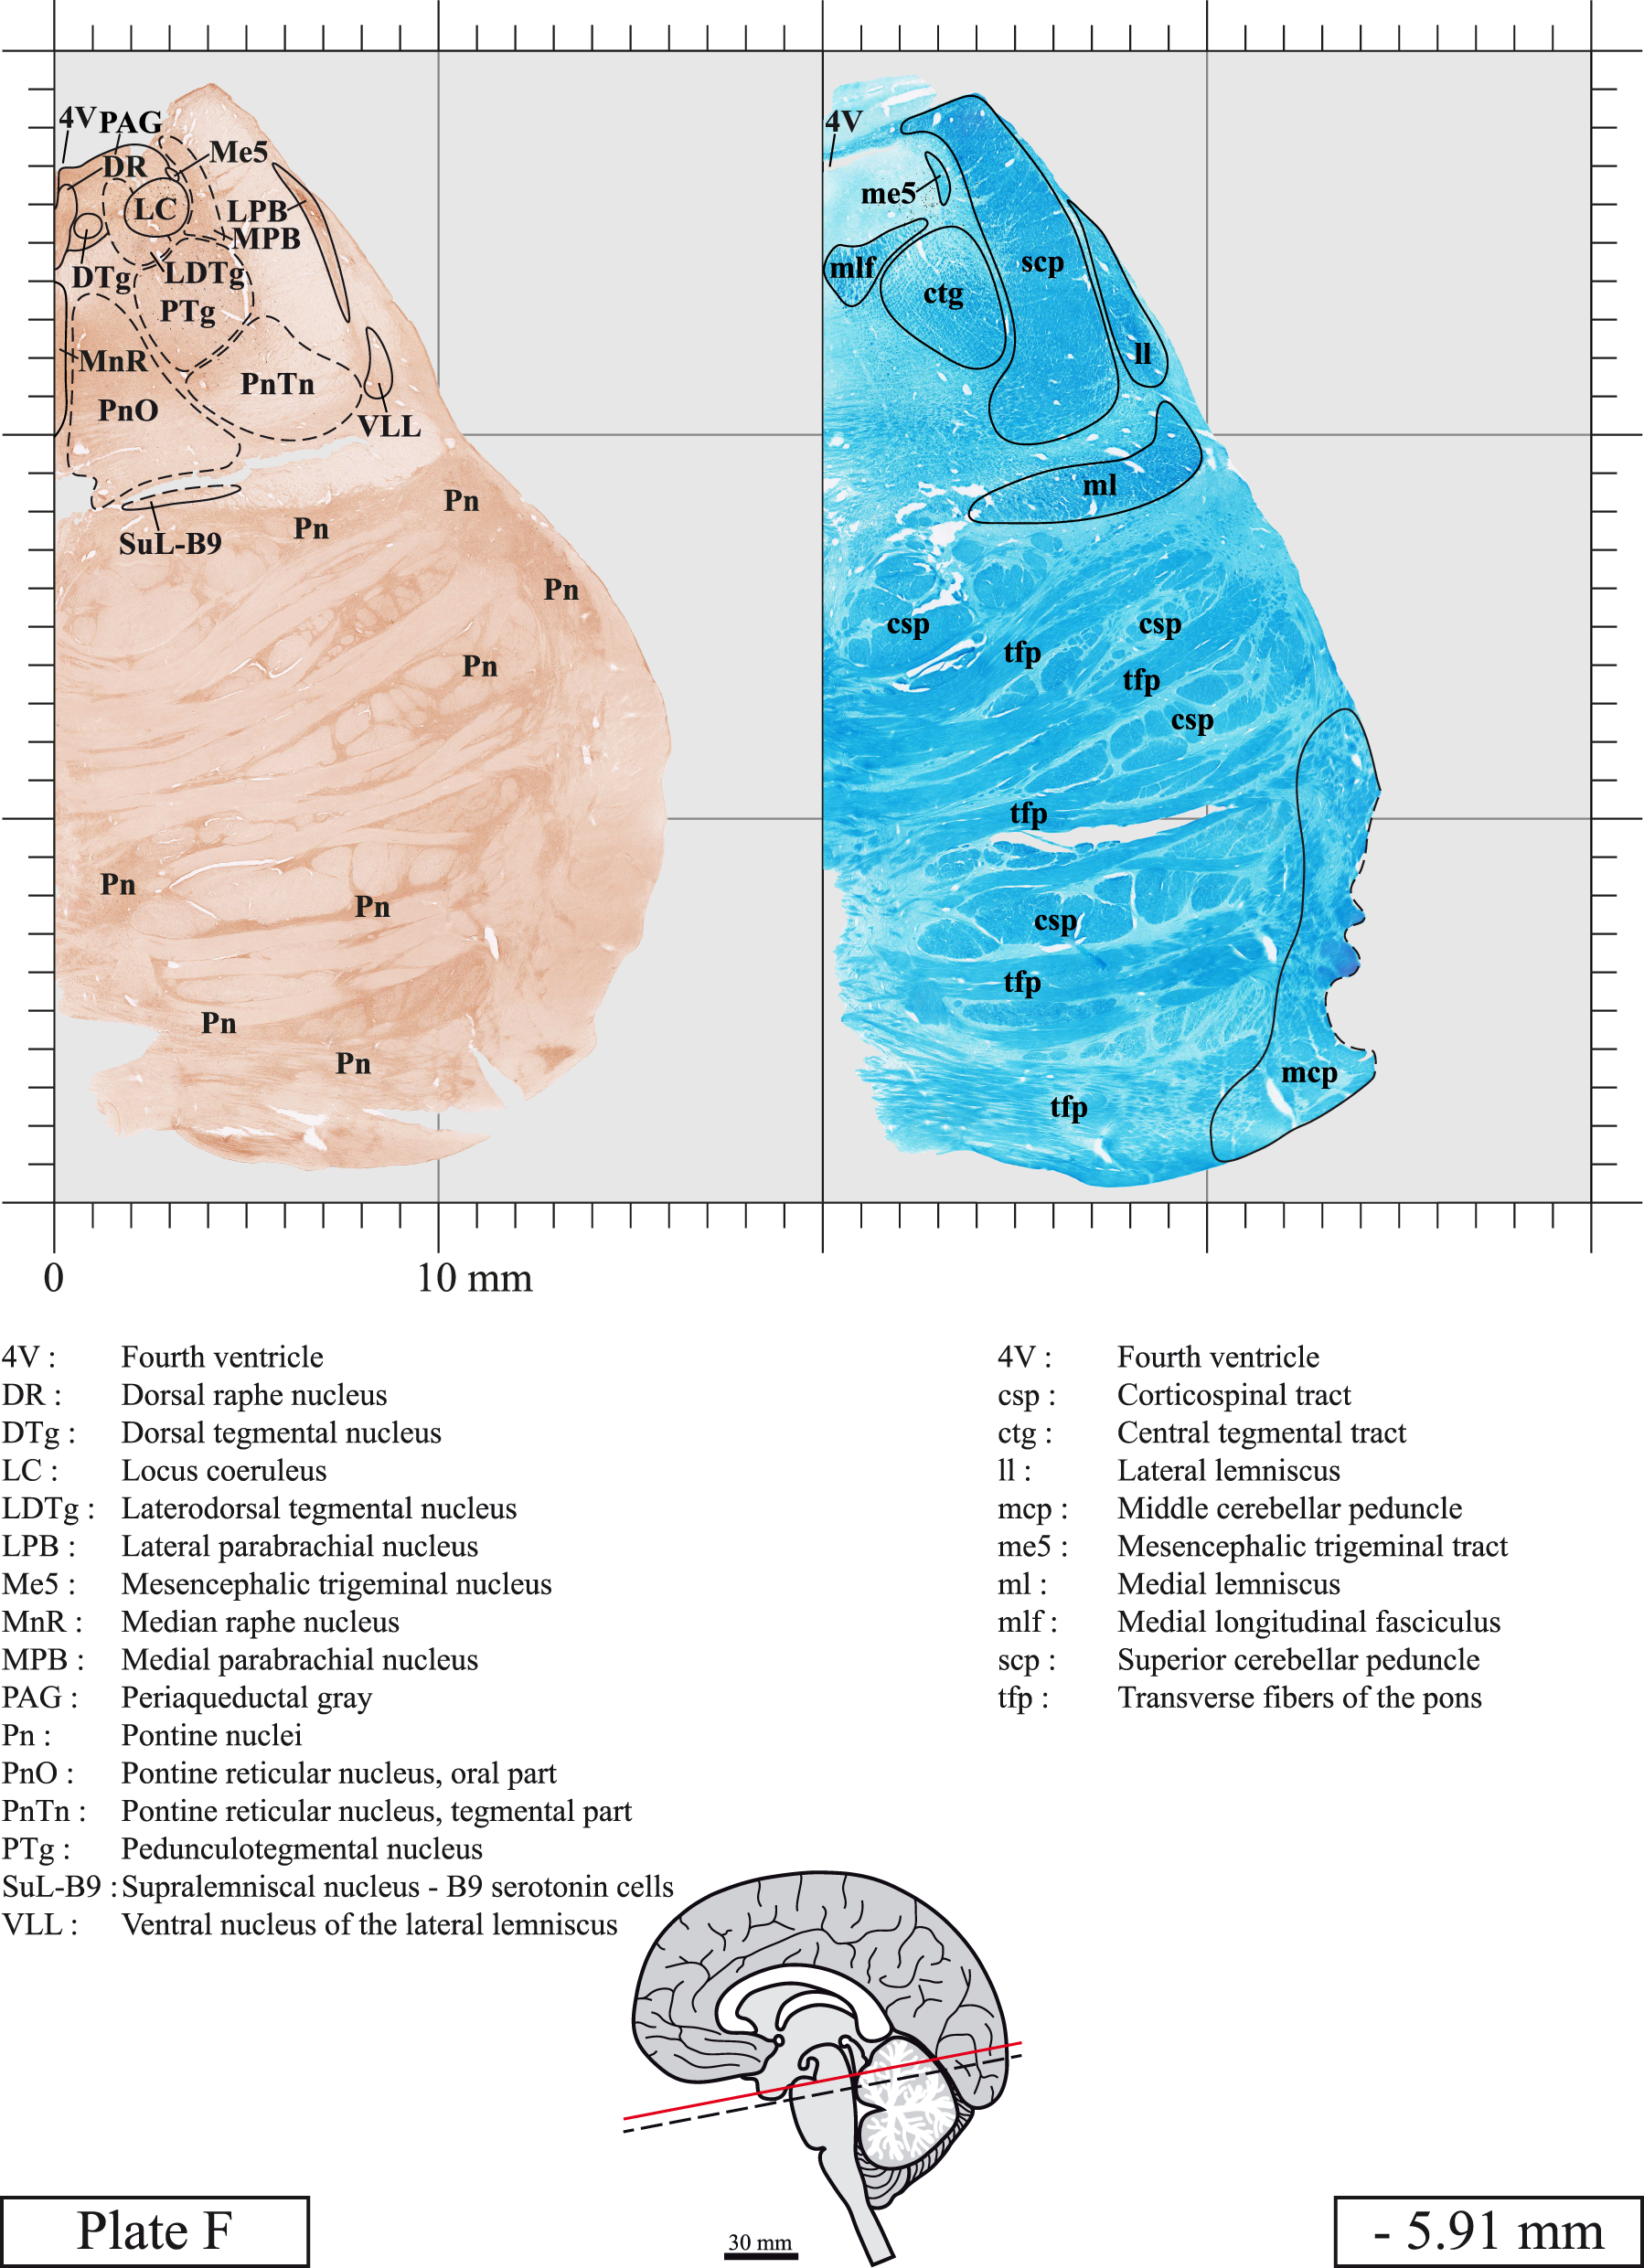 4V PAG
4V
DR
Me5
me5
LC
LPB
MPB
mlf
scp
DTg
LDTg
ctg
PTg
MnR
ll
PnTn
PnO
VLL
ml
Pn
Pn
SuL-B9
Pn
csp
csp
tfp
Pn
tfp
csp
tfp
Pn
Pn
csp
tfp
Pn
Pn
mcp
tfp
0
10 mm
4V : Fourth ventricle
DR : Dorsal raphe nucleus
DTg : Dorsal tegmental nucleus
LC : Locus coeruleus
LDTg : Laterodorsal tegmental nucleus
LPB : Lateral parabrachial nucleus
Me5 : Mesencephalic trigeminal nucleus
MnR : Median raphe nucleus
MPB : Medial parabrachial nucleus
PAG : Periaqueductal gray
Pn : Pontine nuclei
PnO : Pontine reticular nucleus, oral part
PnTn : Pontine reticular nucleus, tegmental part
PTg : Pedunculotegmental nucleus
SuL-B9 : Supralemniscal nucleus - B9 serotonin cells
VLL : Ventral nucleus of the lateral lemniscus
4V : Fourth ventricle
csp : Corticospinal tract
ctg : Central tegmental tract
ll : Lateral lemniscus
mcp : Middle cerebellar peduncle
me5 : Mesencephalic trigeminal tract
ml : Medial lemniscus
mlf : Medial longitudinal fasciculus
scp : Superior cerebellar peduncle
tfp : Transverse fibers of the pons
30 mm
Plate F
- 5.91 mm